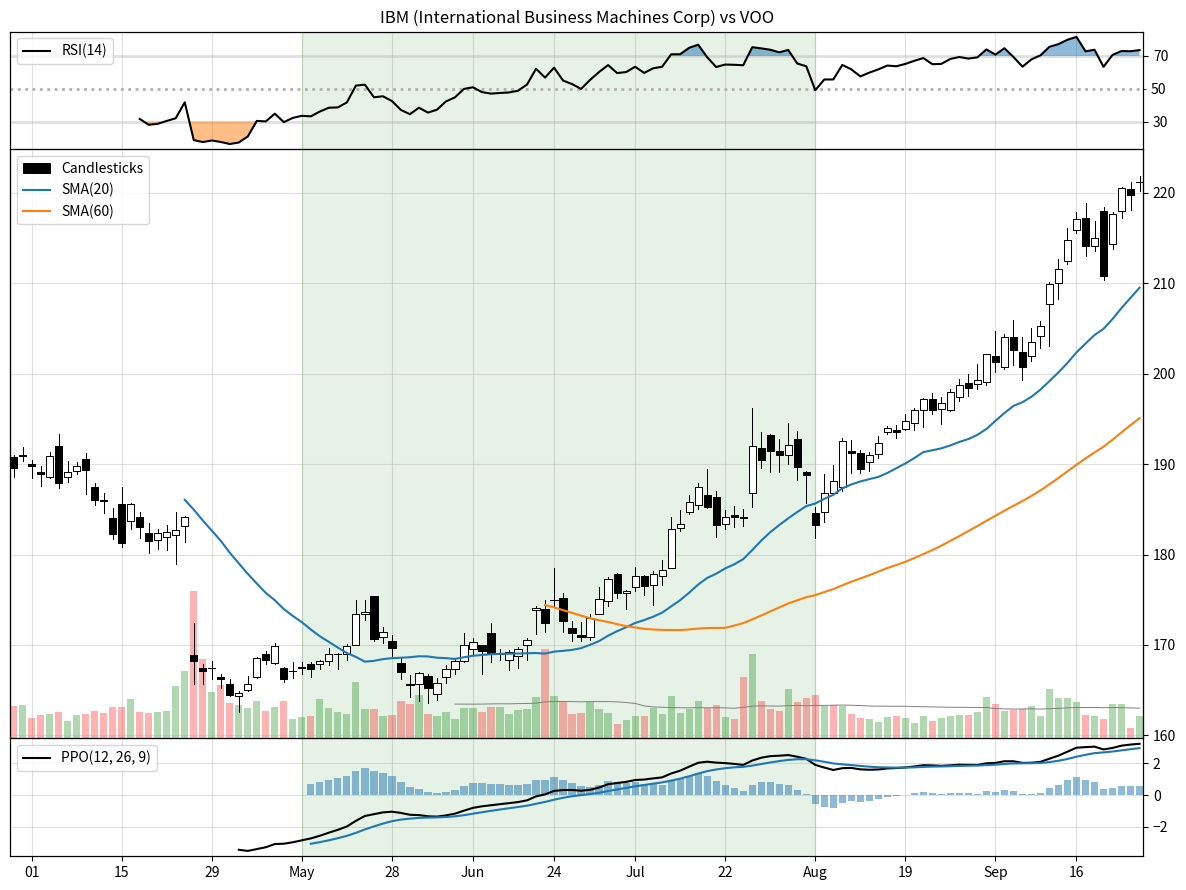 IBM (International Business Machines Corp) vs VOO
RSI(14)
70
50
30
Candlesticks
SMA(20)
SMA(60)
220
210
200
190
180
170
160
PPO(12, 26, 9)
2
0
−2
01 15 29 May 28 Jun 24 Jul 22 Aug 19 Sep 16